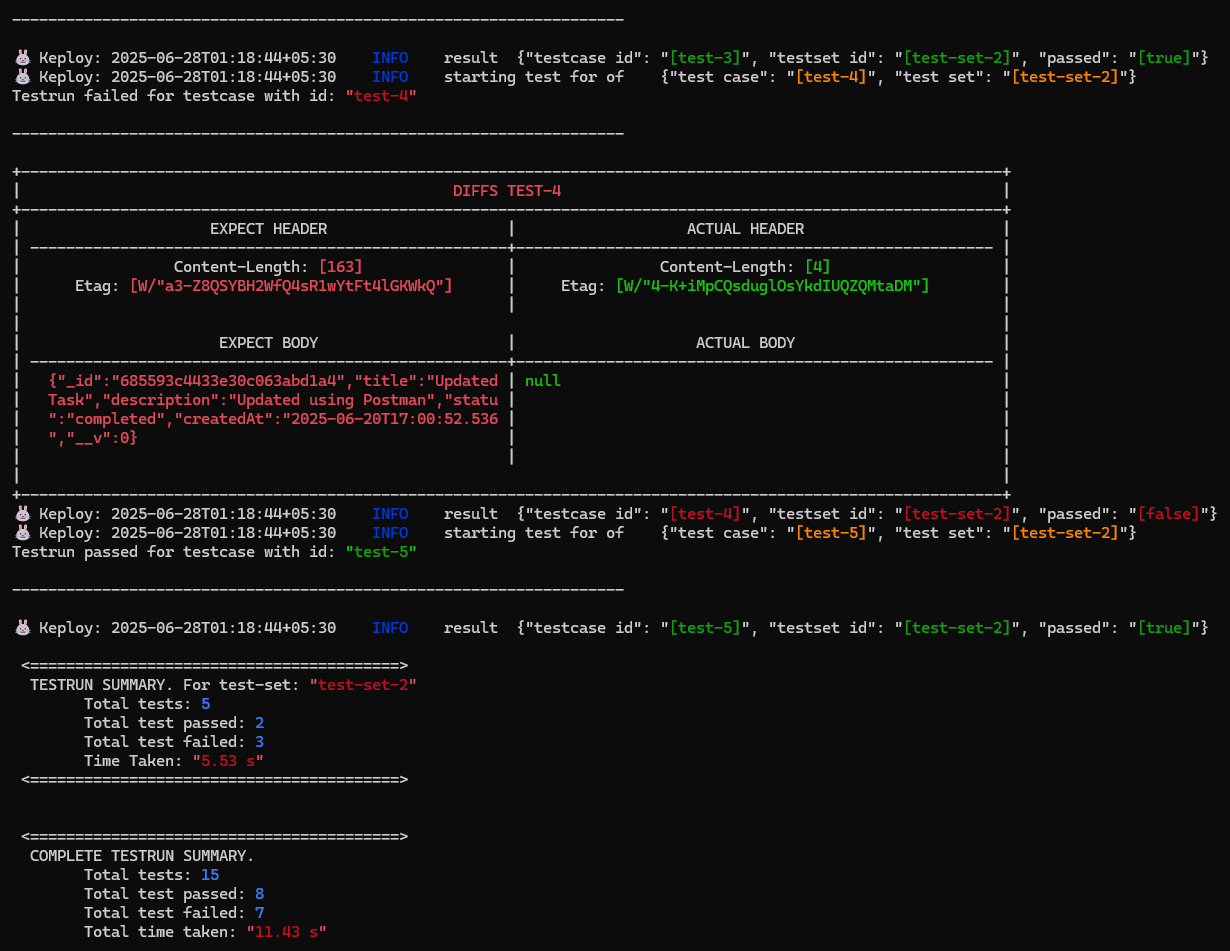 Keploy: 2025-06-28T01:18:44+05:30 INFO result {"testcase id": "[test-3]", "testset id": "[test-set-2]", "passed": "[true]"}
Keploy: 2025-06-28T01:18:44+05:30 INFO starting test for of {"test case": "[test-4]", "test set": "[test-set-2]"}
Testrun failed for testcase with id: "test-4"
DIFFS TEST-4
EXPECT HEADER | ACTUAL HEADER
Content-Length: [163] | Content-Length: [4]
Etag: [W/"a3-Z8QSYBH2WfQ4sR1wYtFt4lGKWkQ"] | Etag: [W/"4-K+iMpCQsduglOsYkdIUQZQMtaDM"]
EXPECT BODY | ACTUAL BODY
{"_id":"685593c4433e30c063abd1a4","title":"Updated | null
Task","description":"Updated using Postman","statu
":"completed","createdAt":"2025-06-20T17:00:52.536
","__v":0}
Keploy: 2025-06-28T01:18:44+05:30 INFO result {"testcase id": "[test-4]", "testset id": "[test-set-2]", "passed": "[false]"}
Keploy: 2025-06-28T01:18:44+05:30 INFO starting test for of {"test case": "[test-5]", "test set": "[test-set-2]"}
Testrun passed for testcase with id: "test-5"
Keploy: 2025-06-28T01:18:44+05:30 INFO result {"testcase id": "[test-5]", "testset id": "[test-set-2]", "passed": "[true]"}
<=========================================>
TESTRUN SUMMARY. For test-set: "test-set-2"
Total tests: 5
Total test passed: 2
Total test failed: 3
Time Taken: "5.53 s"
<=========================================>
<=========================================>
COMPLETE TESTRUN SUMMARY.
Total tests: 15
Total test passed: 8
Total test failed: 7
Total time taken: "11.43 s"